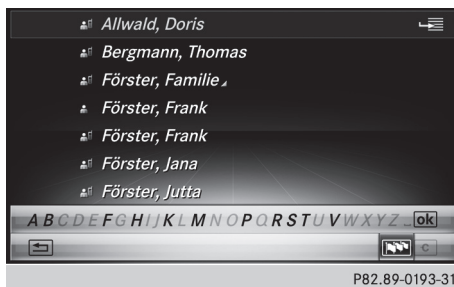 Allwald, Doris
Bergmann, Thomas
Förster, Familie
Förster, Frank
Förster, Frank
Förster, Jana
Förster, Jutta
A B C D E F G H I J K L M N O P Q R S T U V W X Y Z _ ok
C
P82.89-0193-31